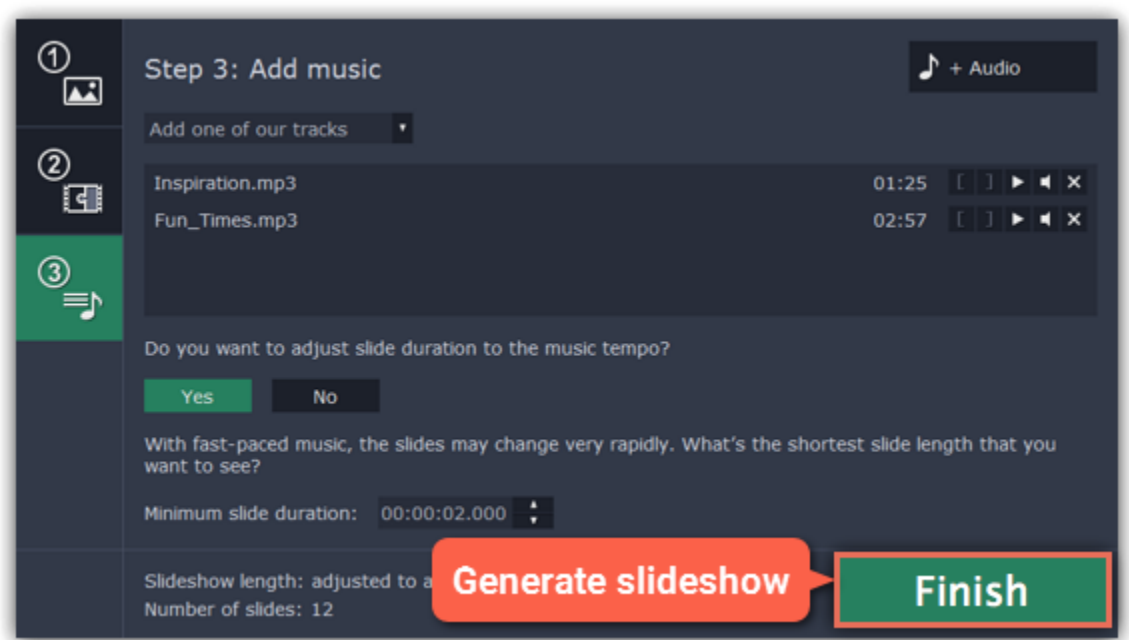 1
Step 3: Add music
+ Audio
Add one of our tracks
2
Inspiration.mp3 01:25 [ ]
Fun_Times.mp3 02:57 [ ]
3
Do you want to adjust slide duration to the music tempo?
Yes No
With fast-paced music, the slides may change very rapidly. What's the shortest slide length that you
want to see?
Minimum slide duration: 00:00:02.000
Slideshow length: adjusted to a
Number of slides: 12
Generate slideshow
Finish